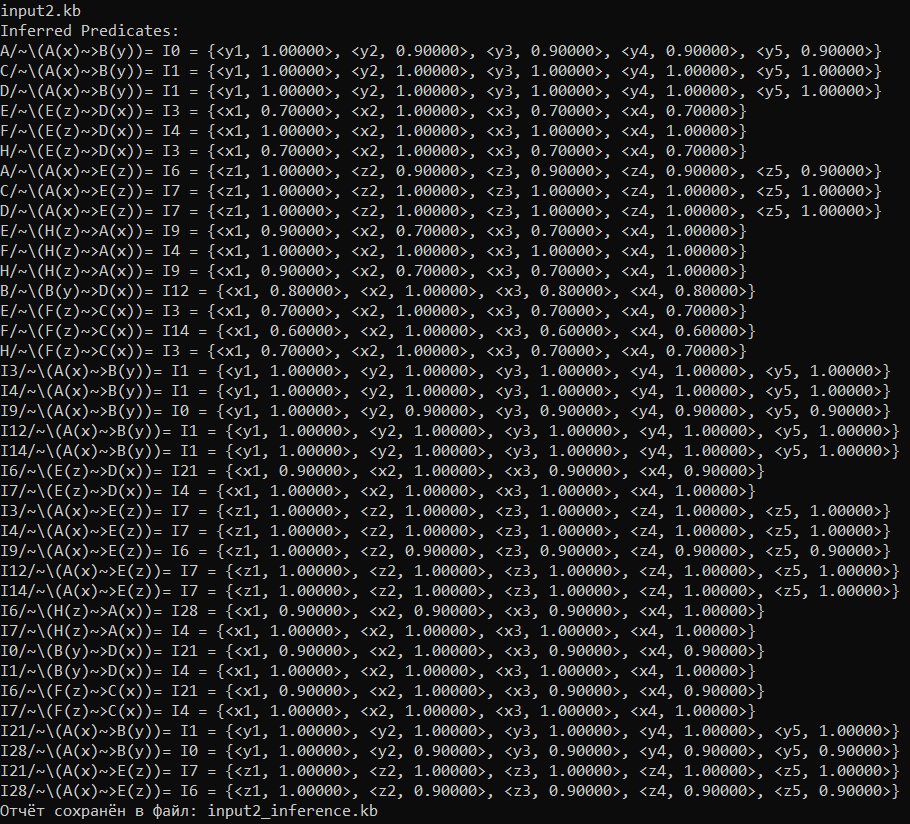 input2.kb
Inferred Predicates:
A/~\(A(x)~>B(y))= I0 = {<y1, 1.00000>, <y2, 0.90000>, <y3, 0.90000>, <y4, 0.90000>, <y5, 0.90000>}
C/~\(A(x)~>B(y))= I1 = {<y1, 1.00000>, <y2, 1.00000>, <y3, 1.00000>, <y4, 1.00000>, <y5, 1.00000>}
D/~\(A(x)~>B(y))= I1 = {<y1, 1.00000>, <y2, 1.00000>, <y3, 1.00000>, <y4, 1.00000>, <y5, 1.00000>}
E/~\(E(z)~>D(x))= I3 = {<x1, 0.70000>, <x2, 1.00000>, <x3, 0.70000>, <x4, 0.70000>}
F/~\(E(z)~>D(x))= I4 = {<x1, 1.00000>, <x2, 1.00000>, <x3, 1.00000>, <x4, 1.00000>}
H/~\(E(z)~>D(x))= I3 = {<x1, 0.70000>, <x2, 1.00000>, <x3, 0.70000>, <x4, 0.70000>}
A/~\(A(x)~>E(z))= I6 = {<z1, 1.00000>, <z2, 0.90000>, <z3, 0.90000>, <z4, 0.90000>, <z5, 0.90000>}
C/~\(A(x)~>E(z))= I7 = {<z1, 1.00000>, <z2, 1.00000>, <z3, 1.00000>, <z4, 1.00000>, <z5, 1.00000>}
D/~\(A(x)~>E(z))= I7 = {<z1, 1.00000>, <z2, 1.00000>, <z3, 1.00000>, <z4, 1.00000>, <z5, 1.00000>}
E/~\(H(z)~>A(x))= I9 = {<x1, 0.90000>, <x2, 0.70000>, <x3, 0.70000>, <x4, 1.00000>}
F/~\(H(z)~>A(x))= I4 = {<x1, 1.00000>, <x2, 1.00000>, <x3, 1.00000>, <x4, 1.00000>}
H/~\(H(z)~>A(x))= I9 = {<x1, 0.90000>, <x2, 0.70000>, <x3, 0.70000>, <x4, 1.00000>}
B/~\(B(y)~>D(x))= I12 = {<x1, 0.80000>, <x2, 1.00000>, <x3, 0.80000>, <x4, 0.80000>}
E/~\(F(z)~>C(x))= I3 = {<x1, 0.70000>, <x2, 1.00000>, <x3, 0.70000>, <x4, 0.70000>}
F/~\(F(z)~>C(x))= I14 = {<x1, 0.60000>, <x2, 1.00000>, <x3, 0.60000>, <x4, 0.60000>}
H/~\(F(z)~>C(x))= I3 = {<x1, 0.70000>, <x2, 1.00000>, <x3, 0.70000>, <x4, 0.70000>}
I3/~\(A(x)~>B(y))= I1 = {<y1, 1.00000>, <y2, 1.00000>, <y3, 1.00000>, <y4, 1.00000>, <y5, 1.00000>}
I4/~\(A(x)~>B(y))= I1 = {<y1, 1.00000>, <y2, 1.00000>, <y3, 1.00000>, <y4, 1.00000>, <y5, 1.00000>}
I9/~\(A(x)~>B(y))= I0 = {<y1, 1.00000>, <y2, 0.90000>, <y3, 0.90000>, <y4, 0.90000>, <y5, 0.90000>}
I12/~\(A(x)~>B(y))= I1 = {<y1, 1.00000>, <y2, 1.00000>, <y3, 1.00000>, <y4, 1.00000>, <y5, 1.00000>}
I14/~\(A(x)~>B(y))= I1 = {<y1, 1.00000>, <y2, 1.00000>, <y3, 1.00000>, <y4, 1.00000>, <y5, 1.00000>}
I6/~\(E(z)~>D(x))= I21 = {<x1, 0.90000>, <x2, 1.00000>, <x3, 0.90000>, <x4, 0.90000>}
I7/~\(E(z)~>D(x))= I4 = {<x1, 1.00000>, <x2, 1.00000>, <x3, 1.00000>, <x4, 1.00000>}
I3/~\(A(x)~>E(z))= I7 = {<z1, 1.00000>, <z2, 1.00000>, <z3, 1.00000>, <z4, 1.00000>, <z5, 1.00000>}
I4/~\(A(x)~>E(z))= I7 = {<z1, 1.00000>, <z2, 1.00000>, <z3, 1.00000>, <z4, 1.00000>, <z5, 1.00000>}
I9/~\(A(x)~>E(z))= I6 = {<z1, 1.00000>, <z2, 0.90000>, <z3, 0.90000>, <z4, 0.90000>, <z5, 0.90000>}
I12/~\(A(x)~>E(z))= I7 = {<z1, 1.00000>, <z2, 1.00000>, <z3, 1.00000>, <z4, 1.00000>, <z5, 1.00000>}
I14/~\(A(x)~>E(z))= I7 = {<z1, 1.00000>, <z2, 1.00000>, <z3, 1.00000>, <z4, 1.00000>, <z5, 1.00000>}
I6/~\(H(z)~>A(x))= I28 = {<x1, 0.90000>, <x2, 0.90000>, <x3, 0.90000>, <x4, 1.00000>}
I7/~\(H(z)~>A(x))= I4 = {<x1, 1.00000>, <x2, 1.00000>, <x3, 1.00000>, <x4, 1.00000>}
I0/~\(B(y)~>D(x))= I21 = {<x1, 0.90000>, <x2, 1.00000>, <x3, 0.90000>, <x4, 0.90000>}
I1/~\(B(y)~>D(x))= I4 = {<x1, 1.00000>, <x2, 1.00000>, <x3, 1.00000>, <x4, 1.00000>}
I6/~\(F(z)~>C(x))= I21 = {<x1, 0.90000>, <x2, 1.00000>, <x3, 0.90000>, <x4, 0.90000>}
I7/~\(F(z)~>C(x))= I4 = {<x1, 1.00000>, <x2, 1.00000>, <x3, 1.00000>, <x4, 1.00000>}
I21/~\(A(x)~>B(y))= I1 = {<y1, 1.00000>, <y2, 1.00000>, <y3, 1.00000>, <y4, 1.00000>, <y5, 1.00000>}
I28/~\(A(x)~>B(y))= I0 = {<y1, 1.00000>, <y2, 0.90000>, <y3, 0.90000>, <y4, 0.90000>, <y5, 0.90000>}
I21/~\(A(x)~>E(z))= I7 = {<z1, 1.00000>, <z2, 1.00000>, <z3, 1.00000>, <z4, 1.00000>, <z5, 1.00000>}
I28/~\(A(x)~>E(z))= I6 = {<z1, 1.00000>, <z2, 0.90000>, <z3, 0.90000>, <z4, 0.90000>, <z5, 0.90000>}
Отчёт сохранён в файл: input2_inference.kb